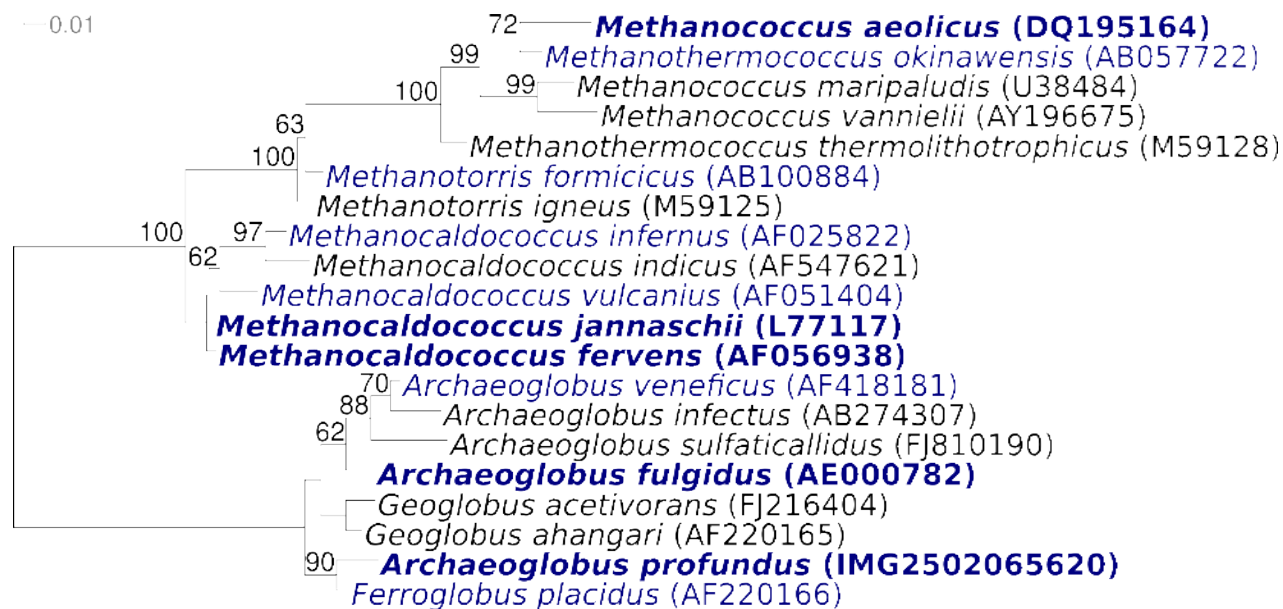 0.01
72
Methanococcus aeolicus (DQ195164)
99
Methanothermococcus okinawensis (AB057722)
99
Methanococcus maripaludis (U38484)
100
Methanococcus vannielii (AY196675)
63
Methanothermococcus thermolithotrophicus (M59128)
100
Methanotorris formicicus (AB100884)
Methanotorris igneus (M59125)
100
97
Methanocaldococcus infernus (AF025822)
62
Methanocaldococcus indicus (AF547621)
Methanocaldococcus vulcanius (AF051404)
Methanocaldococcus jannaschii (L77117)
Methanocaldococcus fervens (AF056938)
70
Archaeoglobus veneficus (AF418181)
88
Archaeoglobus infectus (AB274307)
62
Archaeoglobus sulfaticallidus (FJ810190)
Archaeoglobus fulgidus (AE000782)
Geoglobus acetivorans (FJ216404)
Geoglobus ahangari (AF220165)
90
Archaeoglobus profundus (IMG2502065620)
Ferroglobus placidus (AF220166)